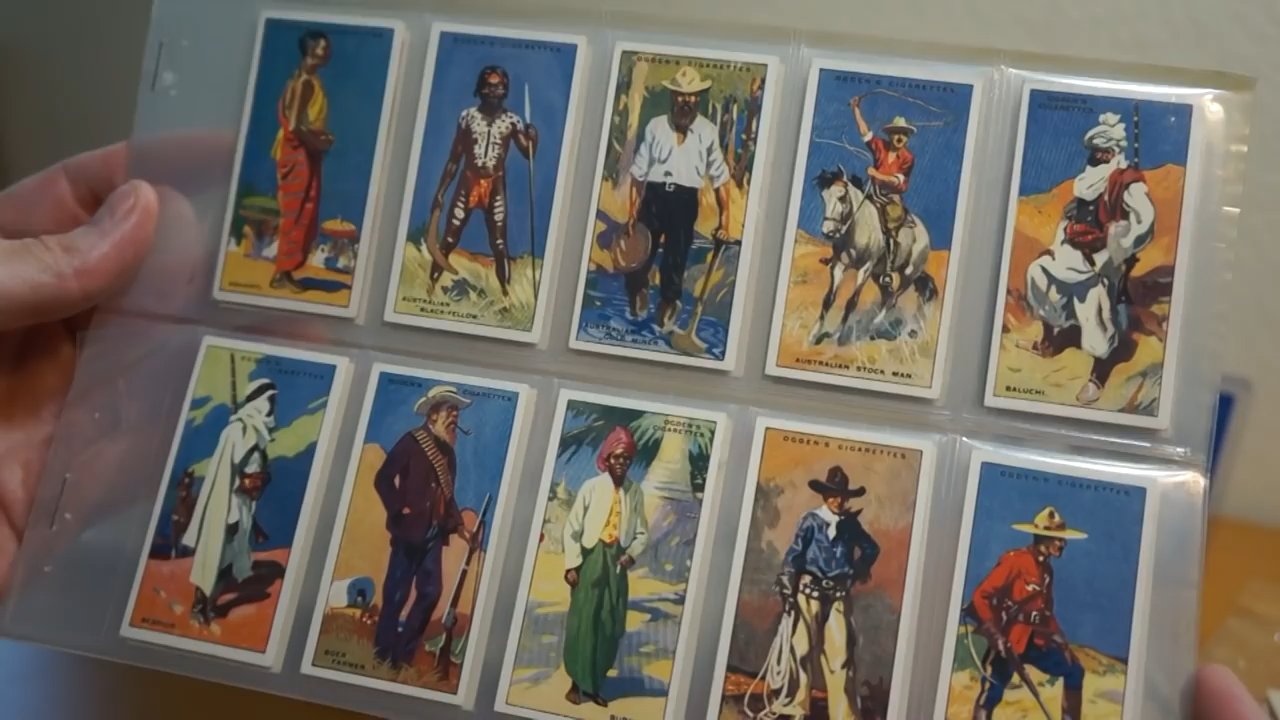 OGDEN'S CIGARETTES
AUSTRALIAN
"BLACK-FELLOW."
OGDEN'S CIGARETTES
AUSTRALIAN
GOLD MINER.
OGDEN'S CIGARETTES
AUSTRALIAN STOCK MAN.
OGDEN'S
CIGARETTES
BALUCHI.
OGDEN'S
CIGARETTES
BEDOUIN.
OGDEN'S CIGARETTES
BOER
FARMER.
OGDEN'S
CIGARETTES
OGDEN'S CIGARETTES
OGDEN'S CIGARETTES